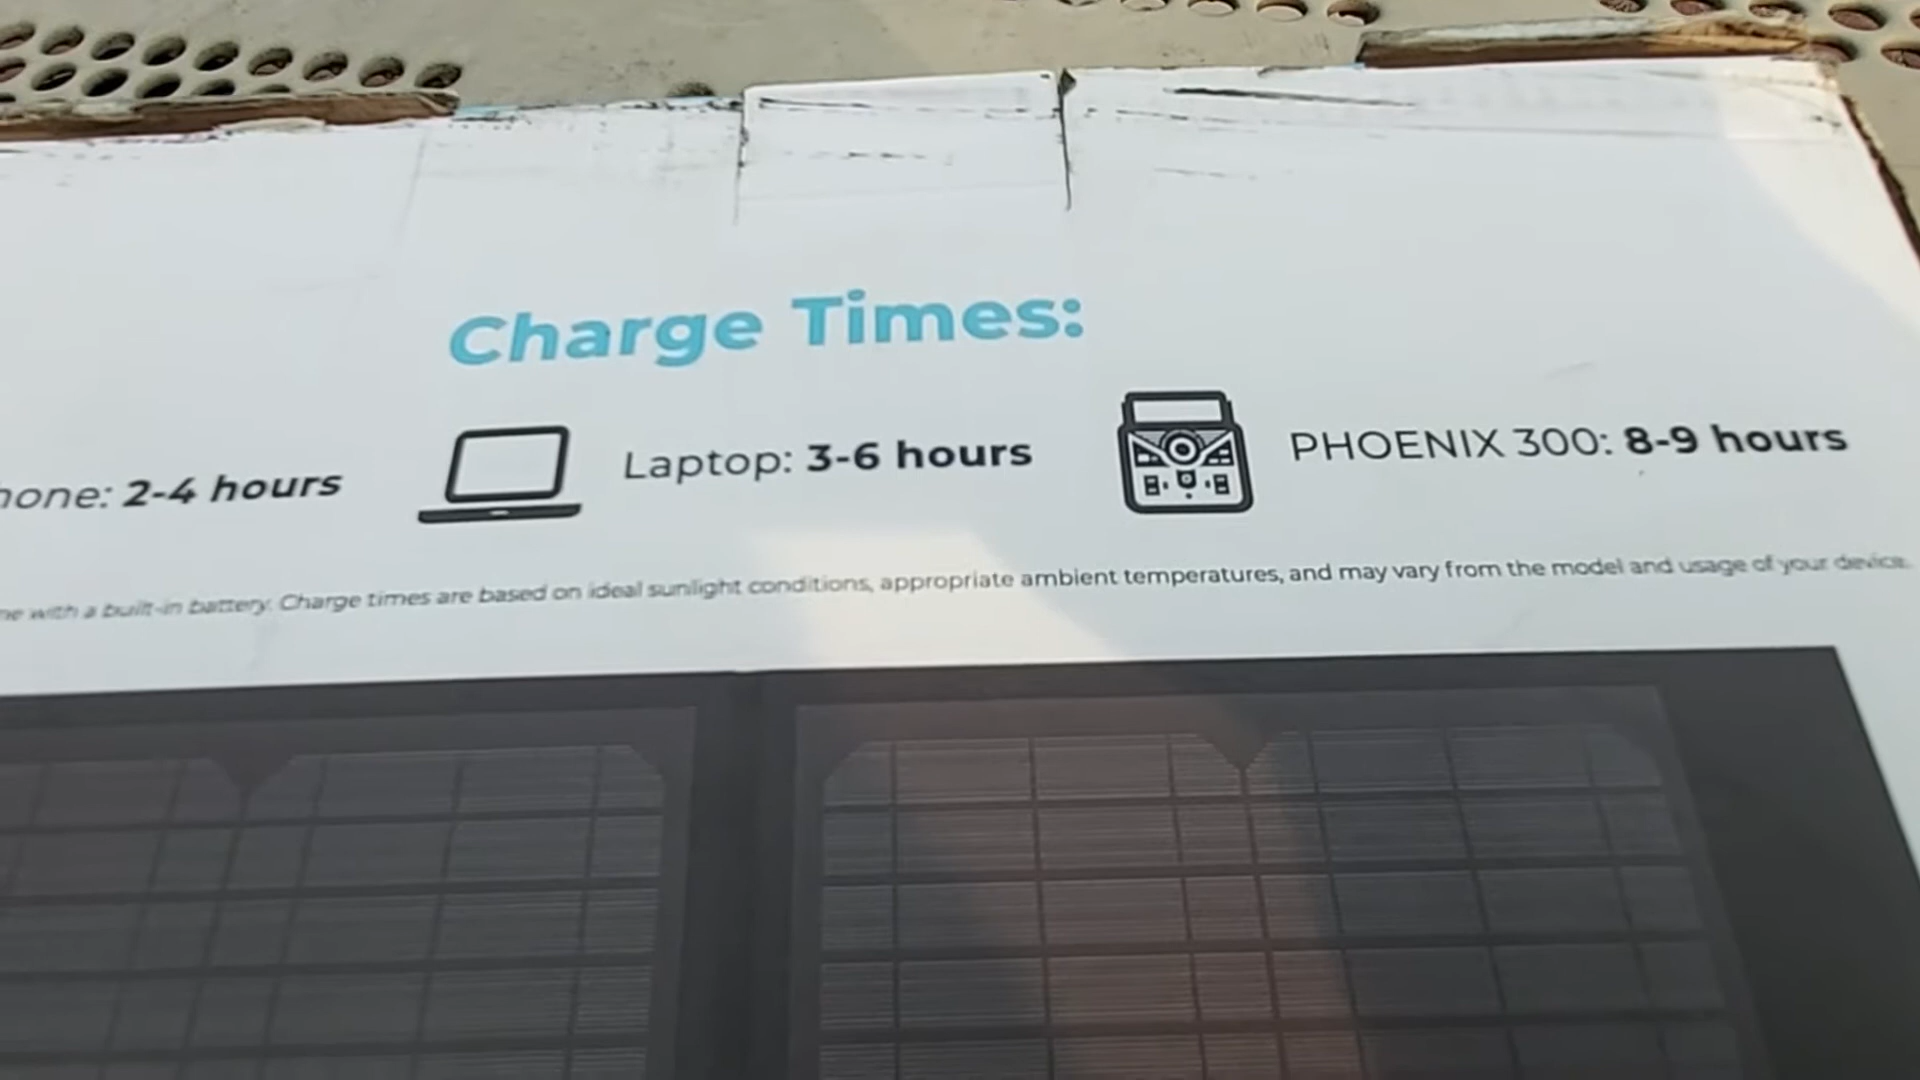 Charge Times:
hone: 2-4 hours
Laptop: 3-6 hours
PHOENIX 300: 8-9 hours
ne with a built-in battery. Charge times are based on ideal sunlight conditions, appropriate ambient temperatures, and may vary from the model and usage of your device.